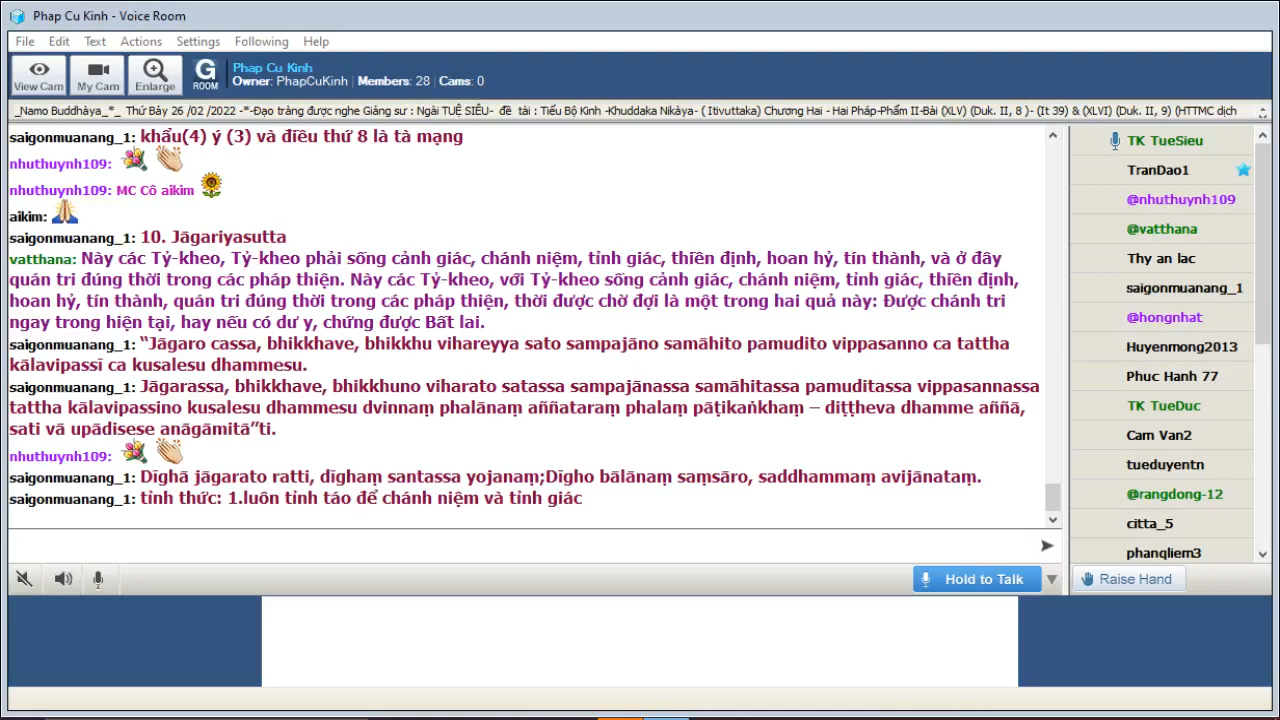 Phap Cu Kinh - Voice Room
File Edit Text Actions Settings Following Help
View Cam My Cam Enlarge G ROOM
Phap Cu Kinh
Owner: PhapCuKinh Members: 28 Cams: 0
_Namo Buddhàya_*_ Thứ Bảy 26 /02 /2022 -*-Đạo tràng được nghe Giảng sư : Ngài TUỆ SIÊU- đề tài : Tiểu Bộ Kinh -Khuddaka Nikàya- ( Itivuttaka) Chương Hai - Hai Pháp-Phẩm II-Bài (XLV) (Duk. II, 8 )- (It 39) & (XLVI) (Duk. II, 9) (HTTMC dịch
saigonmuanang_1: khẩu(4) ý (3) và điều thứ 8 là tà mạng
nhuthuynh109:
nhuthuynh109: MC Cô aikim
aikim:
saigonmuanang_1: 10. Jāgariyasutta
vatthana: Này các Tỷ-kheo, Tỷ-kheo phải sống cảnh giác, chánh niệm, tỉnh giác, thiền định, hoan hỷ, tín thành, và ở đây
quán tri đúng thời trong các pháp thiện. Này các Tỷ-kheo, với Tỷ-kheo sống cảnh giác, chánh niệm, tỉnh giác, thiền định,
hoan hỷ, tín thành, quán tri đúng thời trong các pháp thiện, thời được chờ đợi là một trong hai quả này: Được chánh tri
ngay trong hiện tại, hay nếu có dư y, chứng được Bất lai.
saigonmuanang_1: “Jāgaro cassa, bhikkhave, bhikkhu vihareyya sato sampajāno samāhito pamudito vippasanno ca tattha
kālavipassī ca kusalesu dhammesu.
saigonmuanang_1: Jāgarassa, bhikkhave, bhikkhuno viharato satassa sampajānassa samāhitassa pamuditassa vippasannassa
tattha kālavipassino kusalesu dhammesu dvinnaṃ phalānaṃ aññataraṃ phalaṃ pāṭikaṅkhaṃ – diṭṭheva dhamme aññā,
sati vā upādisese anāgāmitā”ti.
nhuthuynh109:
saigonmuanang_1: Dīghā jāgarato ratti, dīghaṃ santassa yojanaṃ;Dīgho bālānaṃ saṃsāro, saddhammaṃ avijānataṃ.
saigonmuanang_1: tỉnh thức: 1.luôn tỉnh táo để chánh niệm và tỉnh giác
Hold to Talk
TK TueSieu
TranDao1
@nhuthuynh109
@vatthana
Thy an lac
saigonmuanang_1
@hongnhat
Huyenmong2013
Phuc Hanh 77
TK TueDuc
Cam Van2
tueduyentn
@rangdong-12
citta_5
phanqliem3
Raise Hand